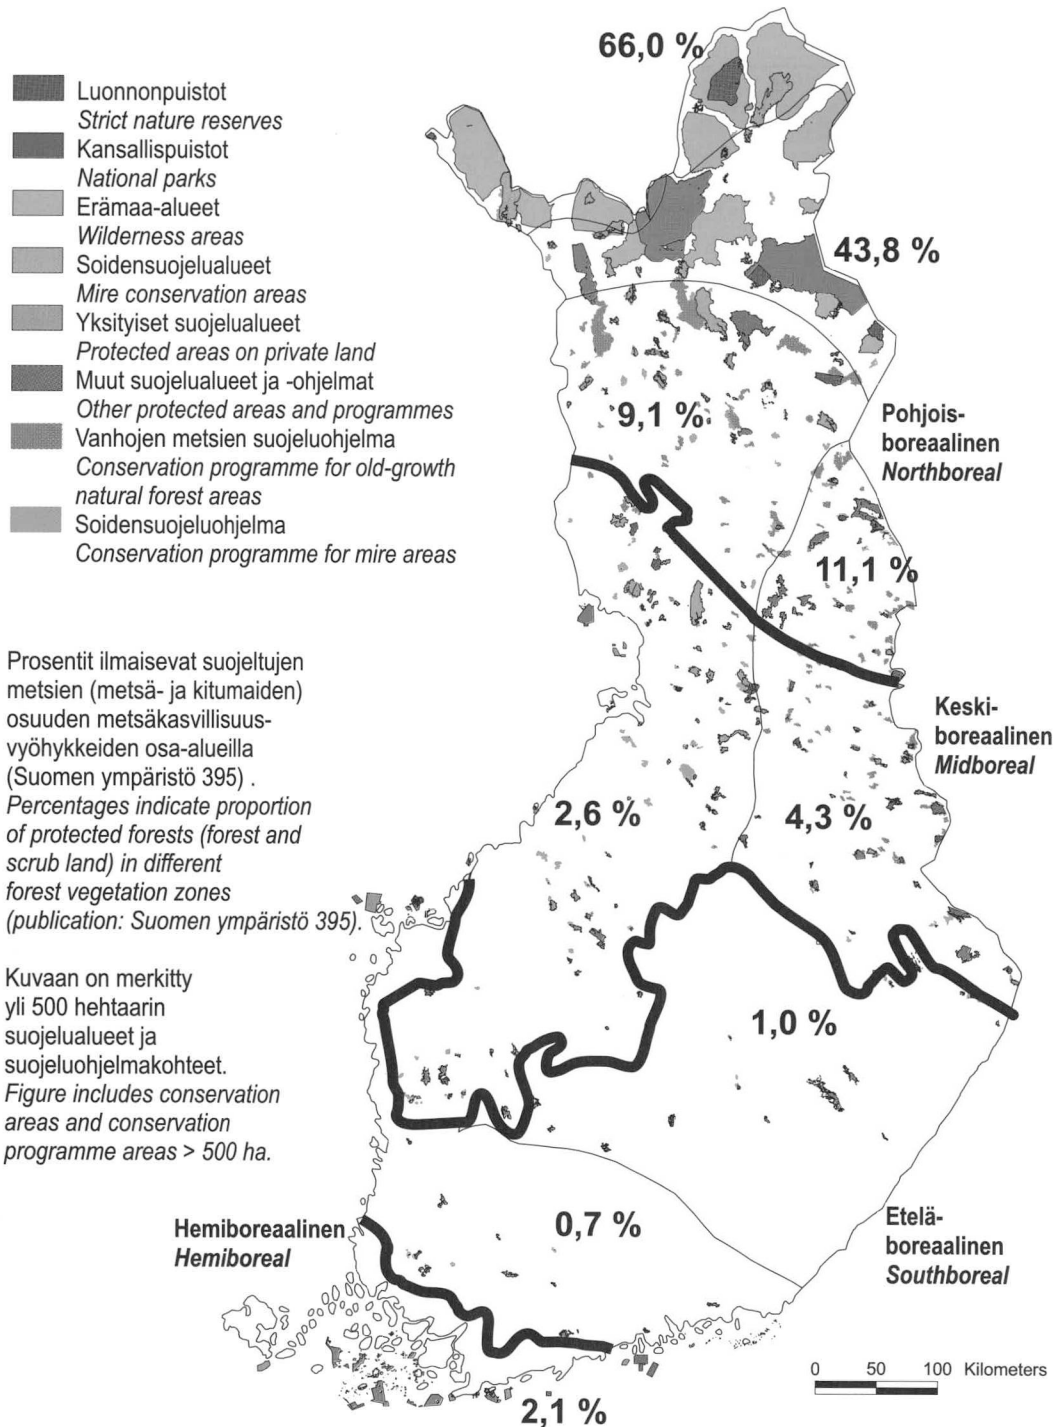 Luonnonpuistot
Strict nature reserves
Kansallispuistot
National parks
Erämaa-alueet
Wilderness areas
Soidensuojelualueet
Mire conservation areas
Yksityiset suojelualueet
Protected areas on private land
Muut suojelualueet ja -ohjelmat
Other protected areas and programmes
Vanhojen metsien suojeluohjelma
Conservation programme for old-growth
natural forest areas
Soidensuojeluohjelma
Conservation programme for mire areas
Prosentit ilmaisevat suojeltujen
metsien (metsä- ja kitumaiden)
osuuden metsäkasvillisuus-
vyöhykkeiden osa-alueilla
(Suomen ympäristö 395) .
Percentages indicate proportion
of protected forests (forest and
scrub land) in different
forest vegetation zones
(publication: Suomen ympäristö 395).
Kuvaan on merkitty
yli 500 hehtaarin
suojelualueet ja
suojeluohjelmakohteet.
Figure includes conservation
areas and conservation
programme areas > 500 ha.
66,0 %
43,8 %
9,1 %
Pohjois-
boreaalinen
Northboreal
11,1 %
Keski-
boreaalinen
Midboreal
2,6 %
4,3 %
1,0 %
Hemiboreaalinen
Hemiboreal
0,7 %
Etelä-
boreaalinen
Southboreal
2,1 %
0 50 100 Kilometers